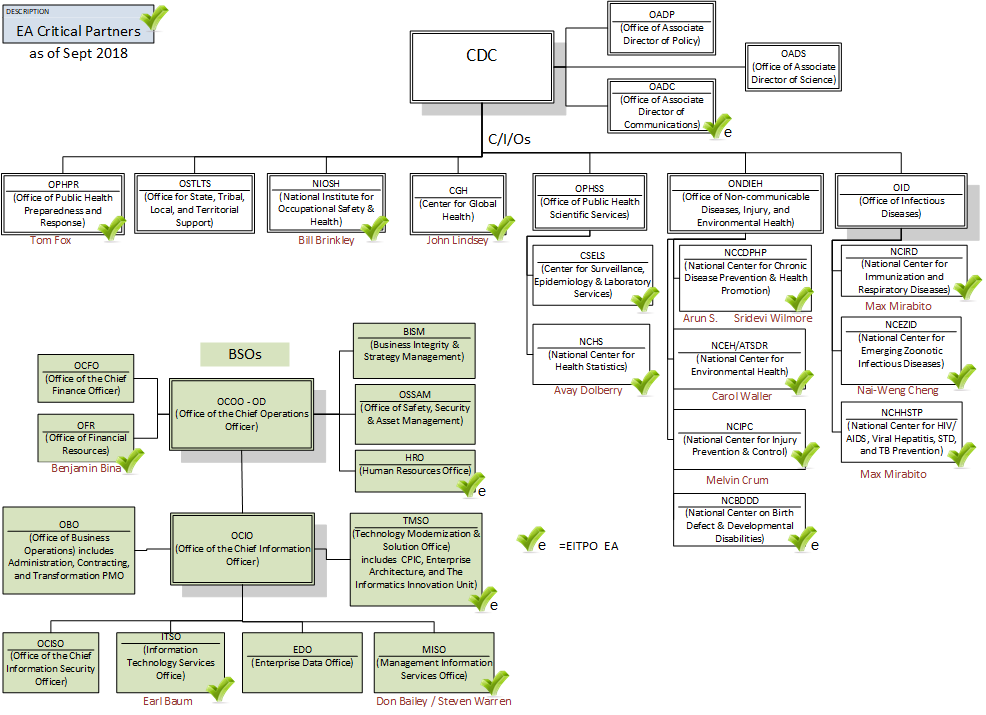 DESCRIPTION
EA Critical Partners
as of Sept 2018
CDC
OADP
(Office of Associate
Director of Policy)
OADS
(Office of Associate
Director of Science)
OADC
(Office of Associate
Director of
Communications)
e
C/I/Os
OPHPR
(Office of Public Health
Preparedness and
Response)
Tom Fox
OSTLTS
(Office for State, Tribal,
Local, and Territorial
Support)
NIOSH
(National Institute for
Occupational Safety &
Health)
Bill Brinkley
CGH
(Center for Global
Health)
John Lindsey
OPHSS
(Office of Public Health
Scientific Services)
ONDIEH
(Office of Non-communicable
Diseases, Injury, and
Environmental Health)
OID
(Office of Infectious
Diseases)
CSELS
(Center for Surveillance,
Epidemiology & Laboratory
Services)
NCHS
(National Center for
Health Statistics)
Avay Dolberry
NCCDPHP
(National Center for Chronic
Disease Prevention & Health
Promotion)
Arun S. Sridevi Wilmore
NCEH/ATSDR
(National Center for
Environmental Health)
Carol Waller
NCIPC
(National Center for Injury
Prevention & Control)
Melvin Crum
NCBDDD
(National Center on Birth
Defect & Developmental
Disabilities)
e
NCIRD
(National Center for
Immunization and
Respiratory Diseases)
Max Mirabito
NCEZID
(National Center for
Emerging Zoonotic
Infectious Diseases)
Nai-Weng Cheng
NCHHSTP
(National Center for HIV/
AIDS, Viral Hepatitis, STD,
and TB Prevention)
Max Mirabito
BSOs
OCFO
(Office of the Chief
Finance Officer)
OFR
(Office of Financial
Resources)
Benjamin Bina
OCOO - OD
(Office of the Chief Operations
Officer)
BISM
(Business Integrity &
Strategy Management)
OSSAM
(Office of Safety, Security
& Asset Management)
HRO
(Human Resources Office)
e
OBO
(Office of Business
Operations) includes
Administration, Contracting,
and Transformation PMO
OCIO
(Office of the Chief Information
Officer)
TMSO
(Technology Modernization &
Solution Office)
includes CPIC, Enterprise
Architecture, and The
Informatics Innovation Unit)
e
e =EITPO EA
OCISO
(Office of the Chief
Information Security
Officer)
ITSO
(Information
Technology Services
Office)
Earl Baum
EDO
(Enterprise Data Office)
MISO
(Management Information
Services Office)
Don Bailey / Steven Warren